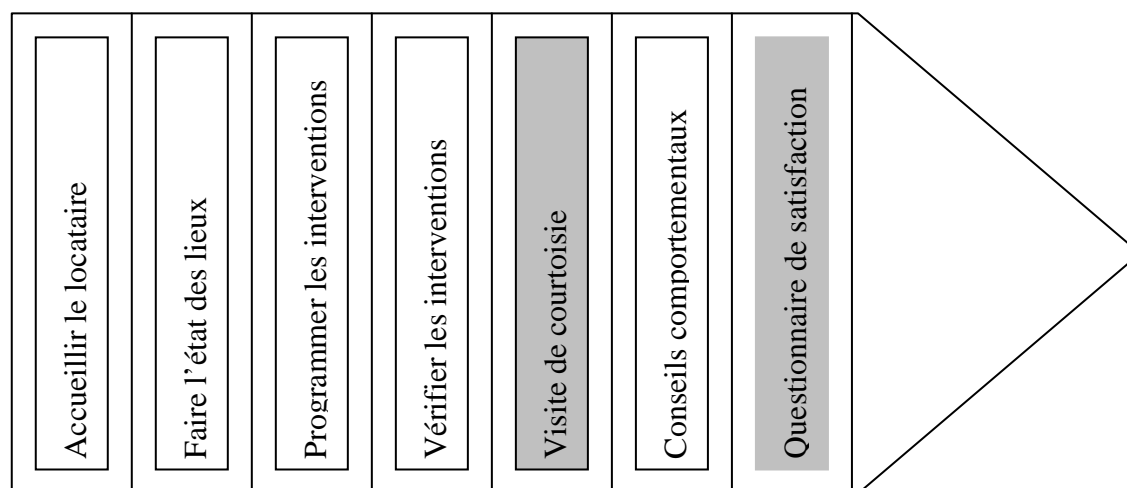 Accueillir le locataire
Faire l’état des lieux
Programmer les interventions
Vérifier les interventions
Visite de courtoisie
Conseils comportementaux
Questionnaire de satisfaction